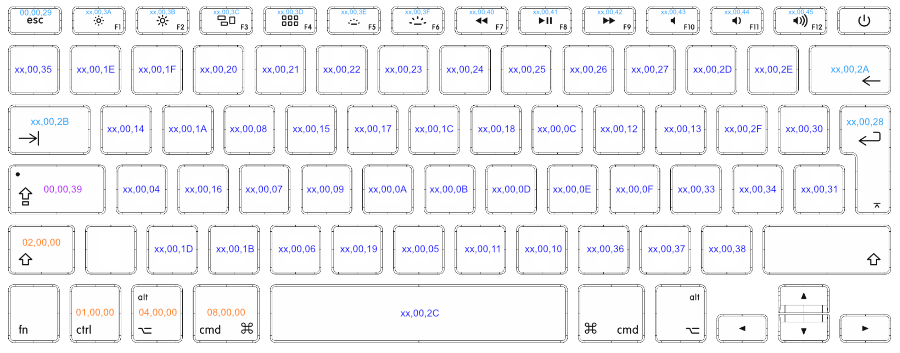 00,00,29 xx,00,3A xx,00,3B xx,00,3C xx,00,3D xx,00,3E xx,00,3F xx,00,40 xx,00,41 xx,00,42 xx,00,43 xx,00,44 xx,00,45
esc F1 F2 F3 F4 F5 F6 F7 F8 F9 F10 F11 F12
xx,00,35 xx,00,1E xx,00,1F xx,00,20 xx,00,21 xx,00,22 xx,00,23 xx,00,24 xx,00,25 xx,00,26 xx,00,27 xx,00,2D xx,00,2E xx,00,2A
xx,00,2B xx,00,14 xx,00,1A xx,00,08 xx,00,15 xx,00,17 xx,00,1C xx,00,18 xx,00,0C xx,00,12 xx,00,13 xx,00,2F xx,00,30 xx,00,28
00,00,39 xx,00,04 xx,00,16 xx,00,07 xx,00,09 xx,00,0A xx,00,0B xx,00,0D xx,00,0E xx,00,0F xx,00,33 xx,00,34 xx,00,31
02,00,00 xx,00,1D xx,00,1B xx,00,06 xx,00,19 xx,00,05 xx,00,11 xx,00,10 xx,00,36 xx,00,37 xx,00,38
alt alt
01,00,00 04,00,00 08,00,00 xx,00,2C
fn ctrl cmd cmd